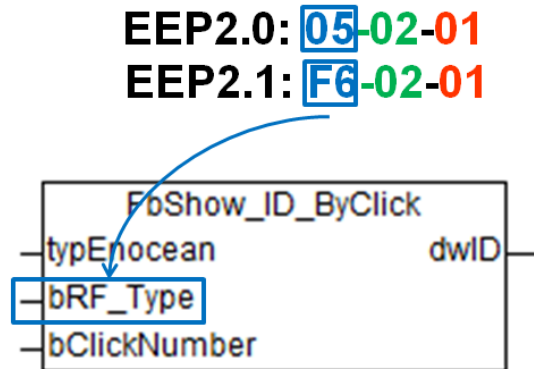 EEP2.0: 05-02-01
EEP2.1: F6-02-01
FbShow_ID_ByClick
typEnocean dwID
bRF_Type
bClickNumber